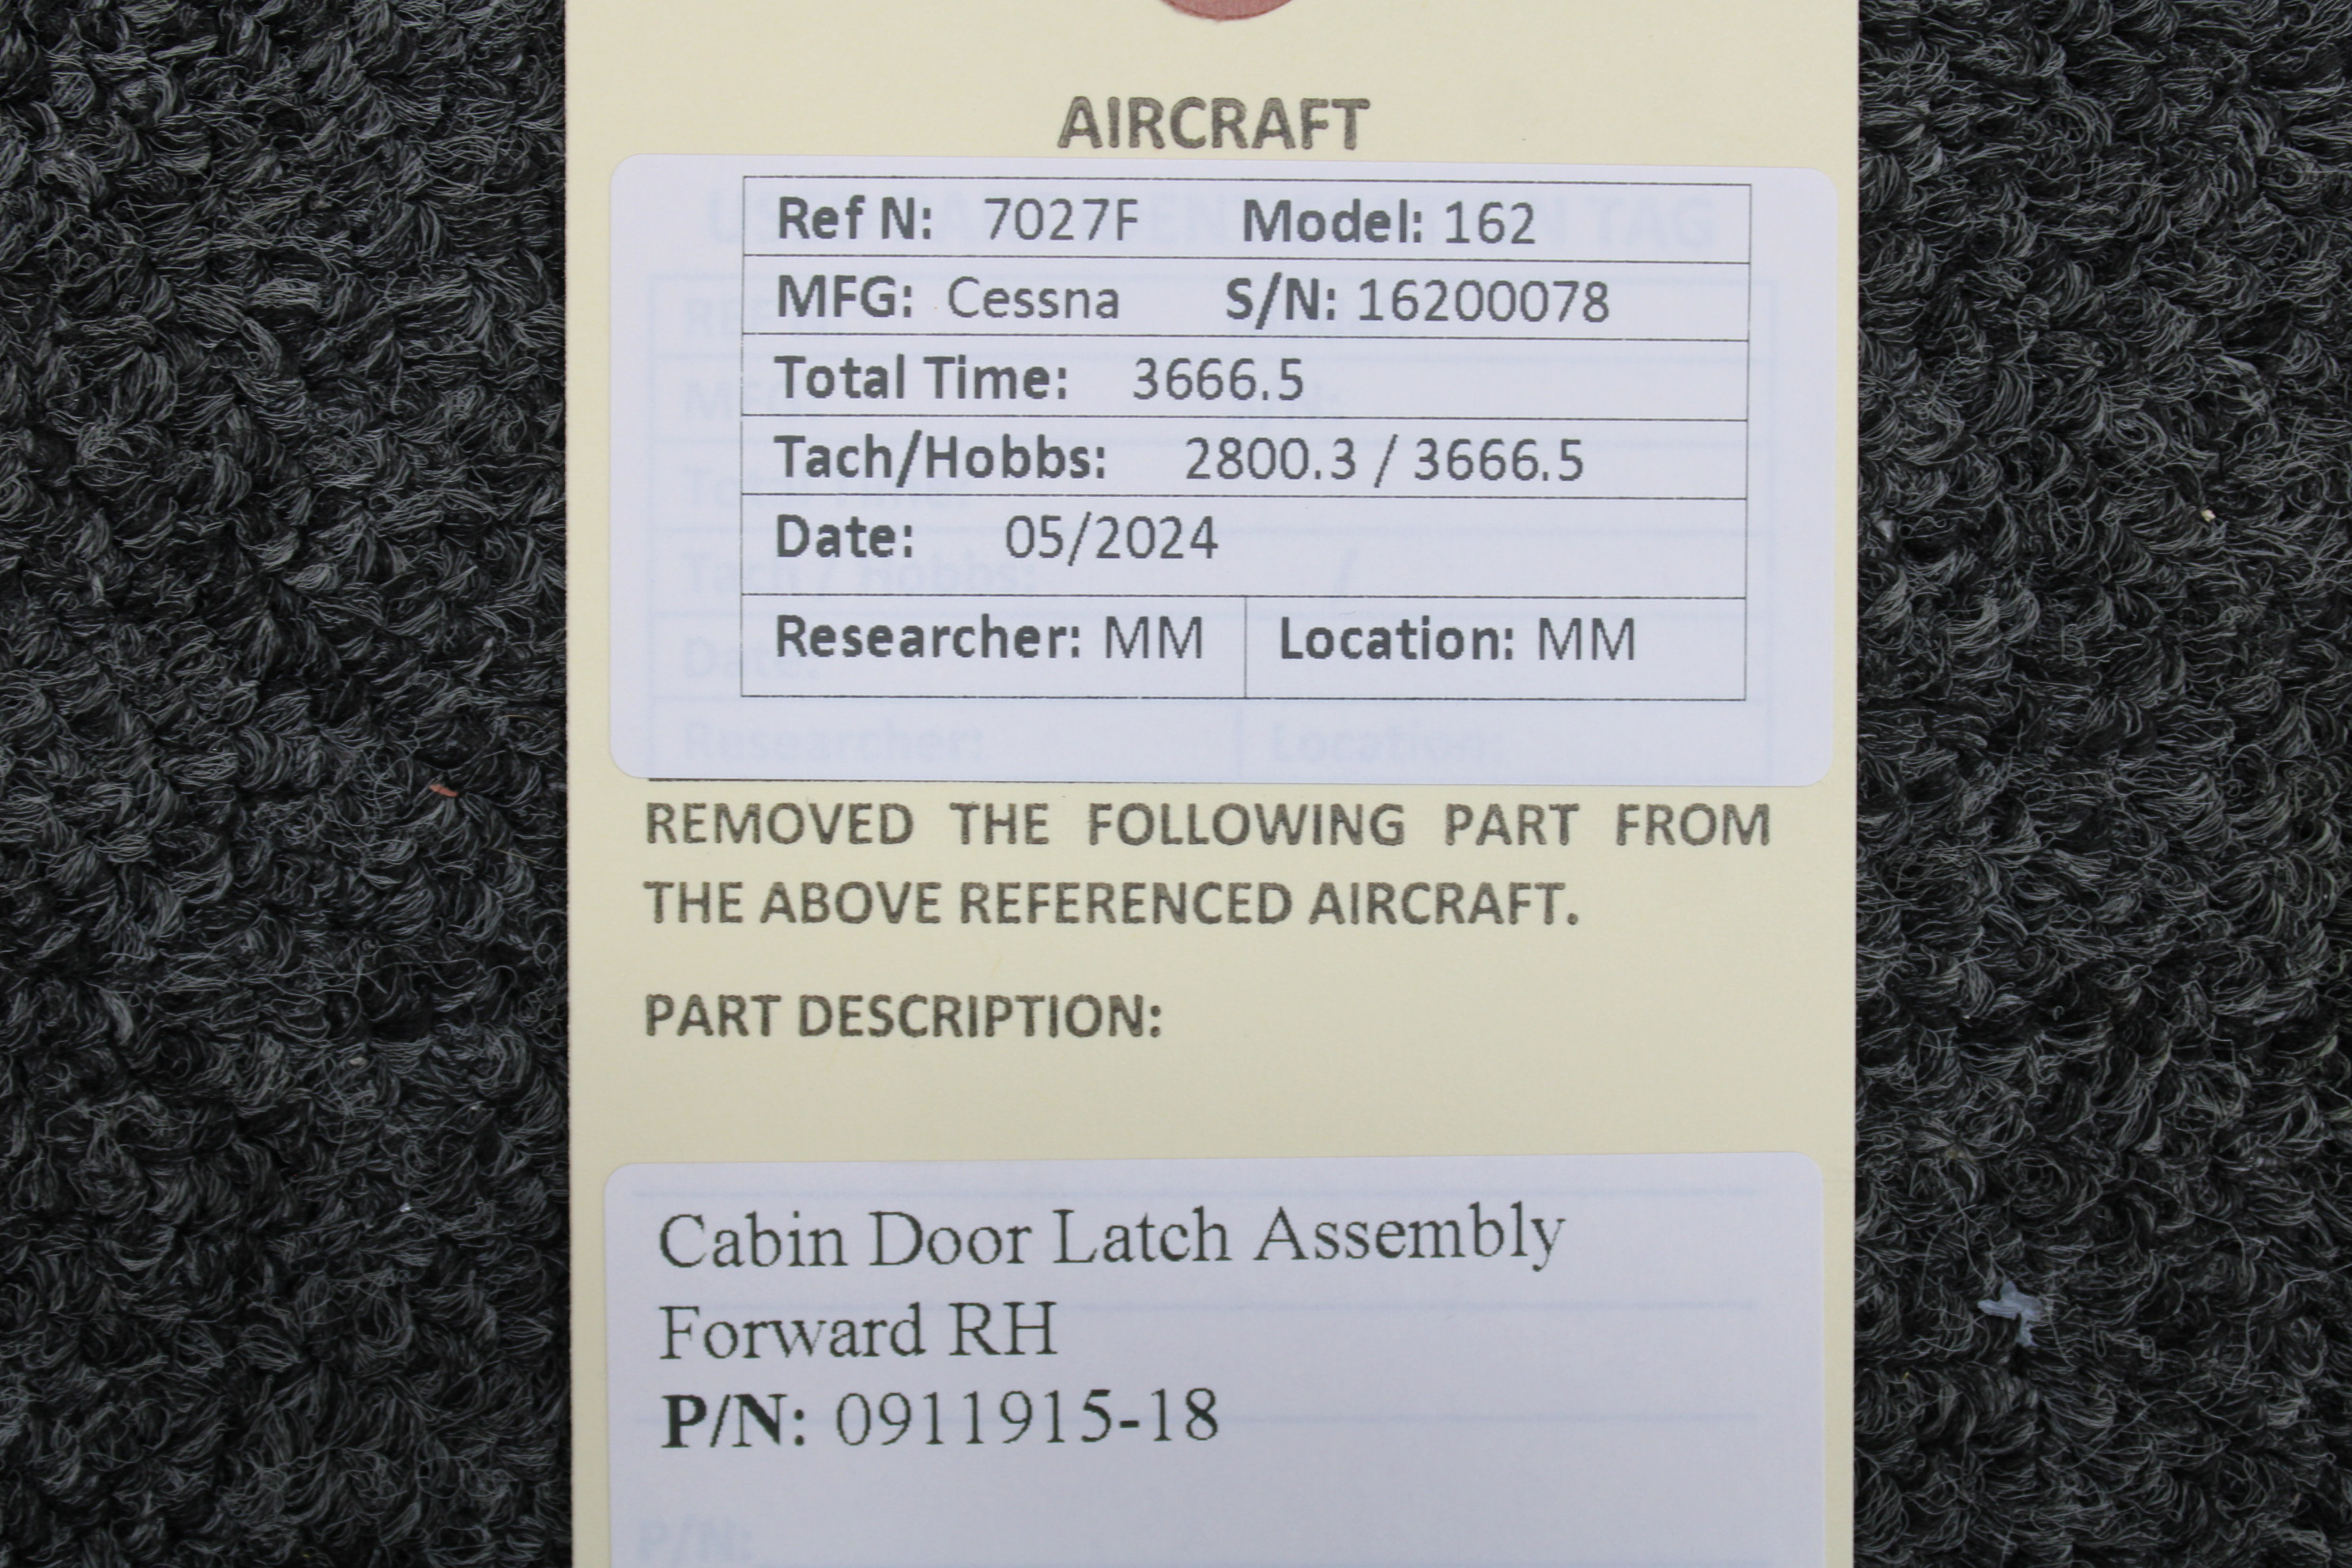 AIRCRAFT
Ref N: 7027F Model: 162
MFG: Cessna S/N: 16200078
Total Time: 3666.5
Tach/Hobbs: 2800.3 / 3666.5
Date: 05/2024
Researcher: MM Location: MM
REMOVED THE FOLLOWING PART FROM
THE ABOVE REFERENCED AIRCRAFT.
PART DESCRIPTION:
Cabin Door Latch Assembly
Forward RH
P/N: 0911915-18
P/N: